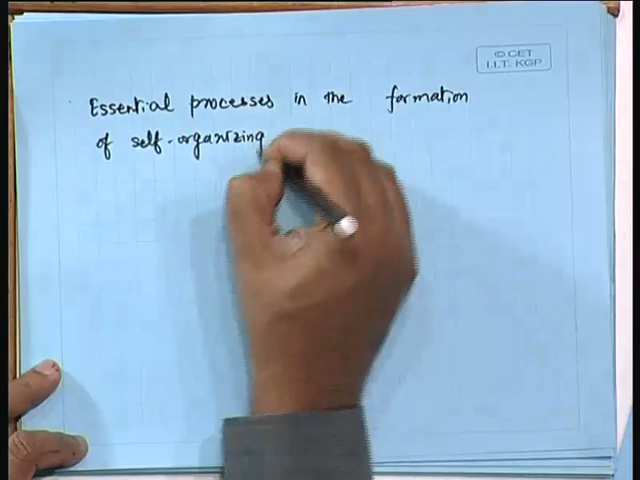 © CET
I.I.T. KGP
Essential processes in the formation
of self-organizing